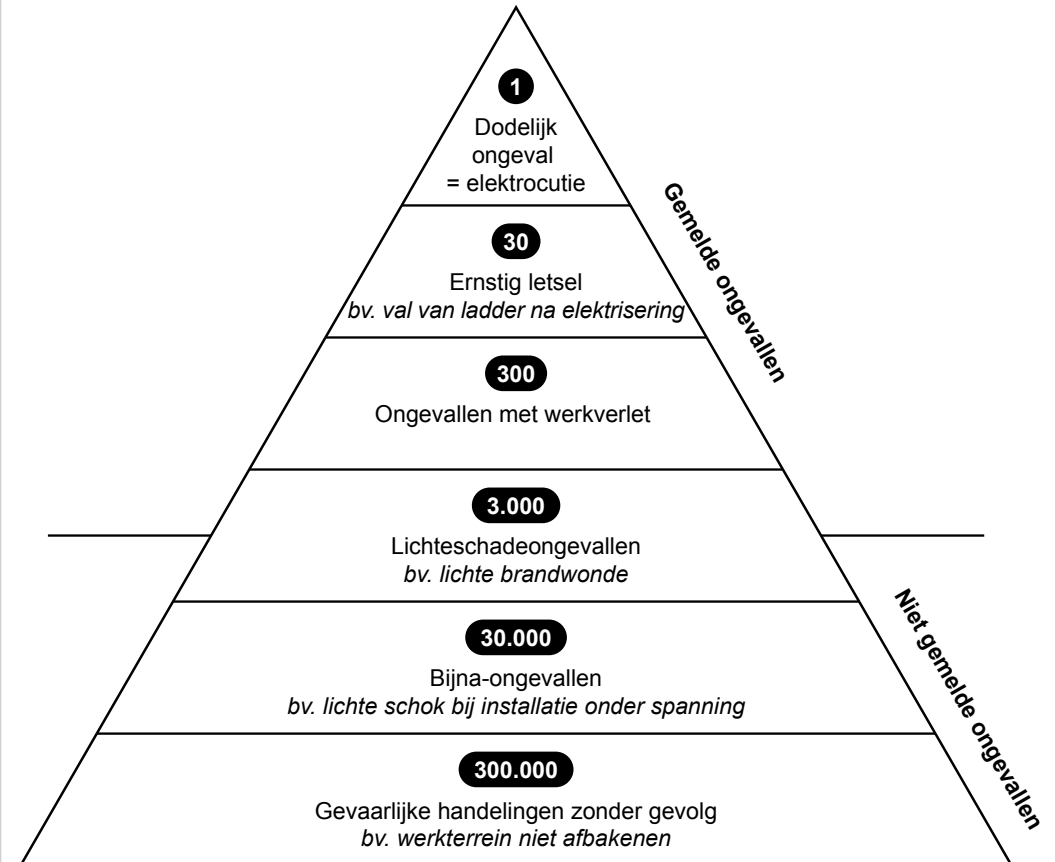 1
Dodelijk
ongeval
= elektrocutie
Gemelde ongevallen
30
Ernstig letsel
bv. val van ladder na elektrisering
300
Ongevallen met werkverlet
3.000
Lichteschadeongevallen
bv. lichte brandwonde
Niet gemelde ongevallen
30.000
Bijna-ongevallen
bv. lichte schok bij installatie onder spanning
300.000
Gevaarlijke handelingen zonder gevolg
bv. werkterrein niet afbakenen